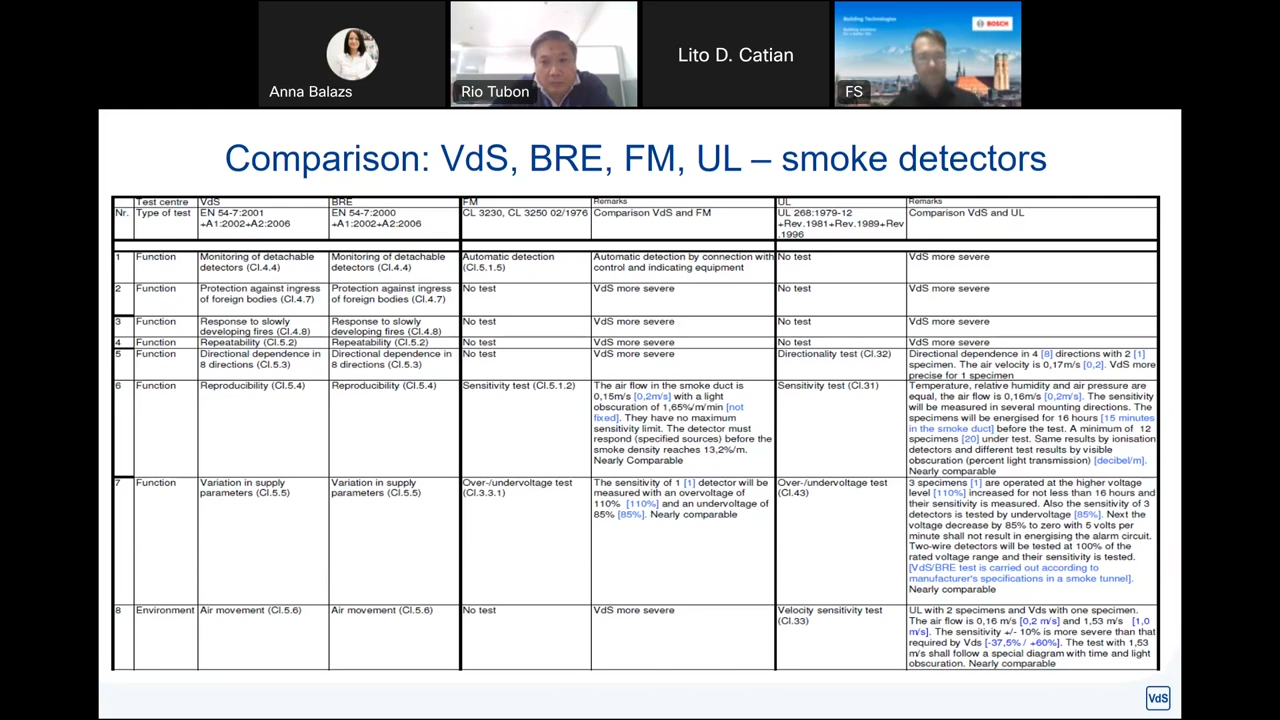 Building Technologies
BOSCH
Lito D. Catian
Anna Balazs
Rio Tubon
FS
Comparison: VdS, BRE, FM, UL – smoke detectors
Test centre VdS BRE FM Remarks UL Remarks
Nr. Type of test EN 54-7:2001 EN 54-7:2000 CL 3230, CL 3250 02/1976 Comparison VdS and FM UL 268:1979-12 Comparison VdS and UL
+A1:2002+A2:2006 +A1:2002+A2:2006 +Rev.1981+Rev.1989+Rev
.1996
1 Function Monitoring of detachable Monitoring of detachable Automatic detection Automatic detection by connection with No test VdS more severe
detectors (Cl.4.4) detectors (Cl.4.4) (Cl.5.1.5) control and indicating equipment
2 Function Protection against ingress Protection against ingress No test VdS more severe No test VdS more severe
of foreign bodies (Cl.4.7) of foreign bodies (Cl.4.7)
3 Function Response to slowly Response to slowly No test VdS more severe No test VdS more severe
developing fires (Cl.4.8) developing fires (Cl.4.8)
4 Function Repeatability (Cl.5.2) Repeatability (Cl.5.2) No test VdS more severe No test VdS more severe
5 Function Directional dependence in Directional dependence in No test VdS more severe Directionality test (Cl.32) Directional dependence in 4 [8] directions with 2 [1]
8 directions (Cl.5.3) 8 directions (Cl.5.3) specimen. The air velocity is 0,17m/s [0,2]. VdS more
precise for 1 specimen
6 Function Reproducibility (Cl.5.4) Reproducibility (Cl.5.4) Sensitivity test (Cl.5.1.2) The air flow in the smoke duct is Sensitivity test (Cl.31) Temperature, relative humidity and air pressure are
0,15m/s [0,2m/s] with a light equal, the air flow is 0,16m/s [0,2m/s]. The sensitivity
obscuration of 1,65%/m/min [not will be measured in several mounting directions. The
fixed]. They have no maximum specimens will be energised for 16 hours [15 minutes
sensitivity limit. The detector must in the smoke duct] before the test. A minimum of 12
respond (specified sources) before the specimens [20] under test. Same results by ionisation
smoke density reaches 13,2%/m. detectors and different test results by visible
Nearly Comparable obscuration (percent light transmission) [decibel/m].
Nearly comparable
7 Function Variation in supply Variation in supply Over-/undervoltage test The sensitivity of 1 [1] detector will be Over-/undervoltage test 3 specimens [1] are operated at the higher voltage
parameters (Cl.5.5) parameters (Cl.5.5) (Cl.3.3.1) measured with an overvoltage of (Cl.43) level [110%] increased for not less than 16 hours and
110% [110%] and an undervoltage of their sensitivity is measured. Also the sensitivity of 3
85% [85%]. Nearly comparable detectors is tested by undervoltage [85%]. Next the
voltage decrease by 85% to zero with 5 volts per
minute shall not result in energising the alarm circuit.
Two-wire detectors will be tested at 100% of the
rated voltage range and their sensitivity is tested.
[VdS/BRE test is carried out according to
manufacturer's specifications in a smoke tunnel].
Nearly comparable
8 Environment Air movement (Cl.5.6) Air movement (Cl.5.6) No test VdS more severe Velocity sensitivity test UL with 2 specimens and Vds with one specimen.
(Cl.33) The air flow is 0,16 m/s [0,2 m/s] and 1,53 m/s [1,0
m/s]. The sensitivity +/- 10% is more severe than that
required by Vds [-37,5% / +60%]. The test with 1,53
m/s shall follow a special diagram with time and light
obscuration. Nearly comparable
VdS